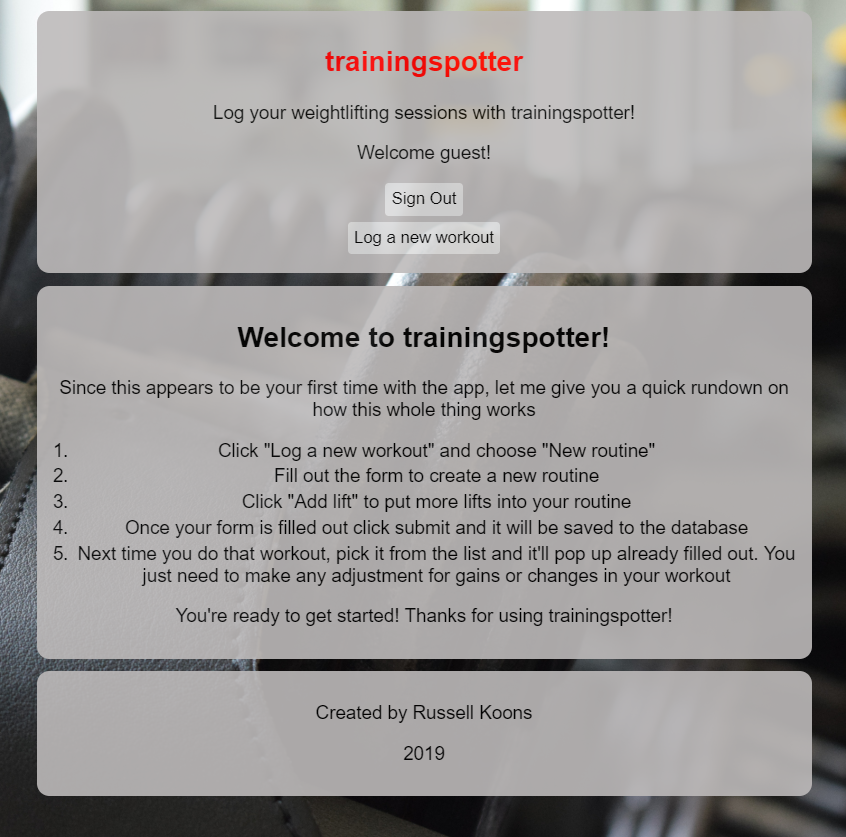 trainingspotter
Log your weightlifting sessions with trainingspotter!
Welcome guest!
Sign Out
Log a new workout
Welcome to trainingspotter!
Since this appears to be your first time with the app, let me give you a quick rundown on
how this whole thing works
1. Click "Log a new workout" and choose "New routine"
2. Fill out the form to create a new routine
3. Click "Add lift" to put more lifts into your routine
4. Once your form is filled out click submit and it will be saved to the database
5. Next time you do that workout, pick it from the list and it'll pop up already filled out. You
just need to make any adjustment for gains or changes in your workout
You're ready to get started! Thanks for using trainingspotter!
Created by Russell Koons
2019